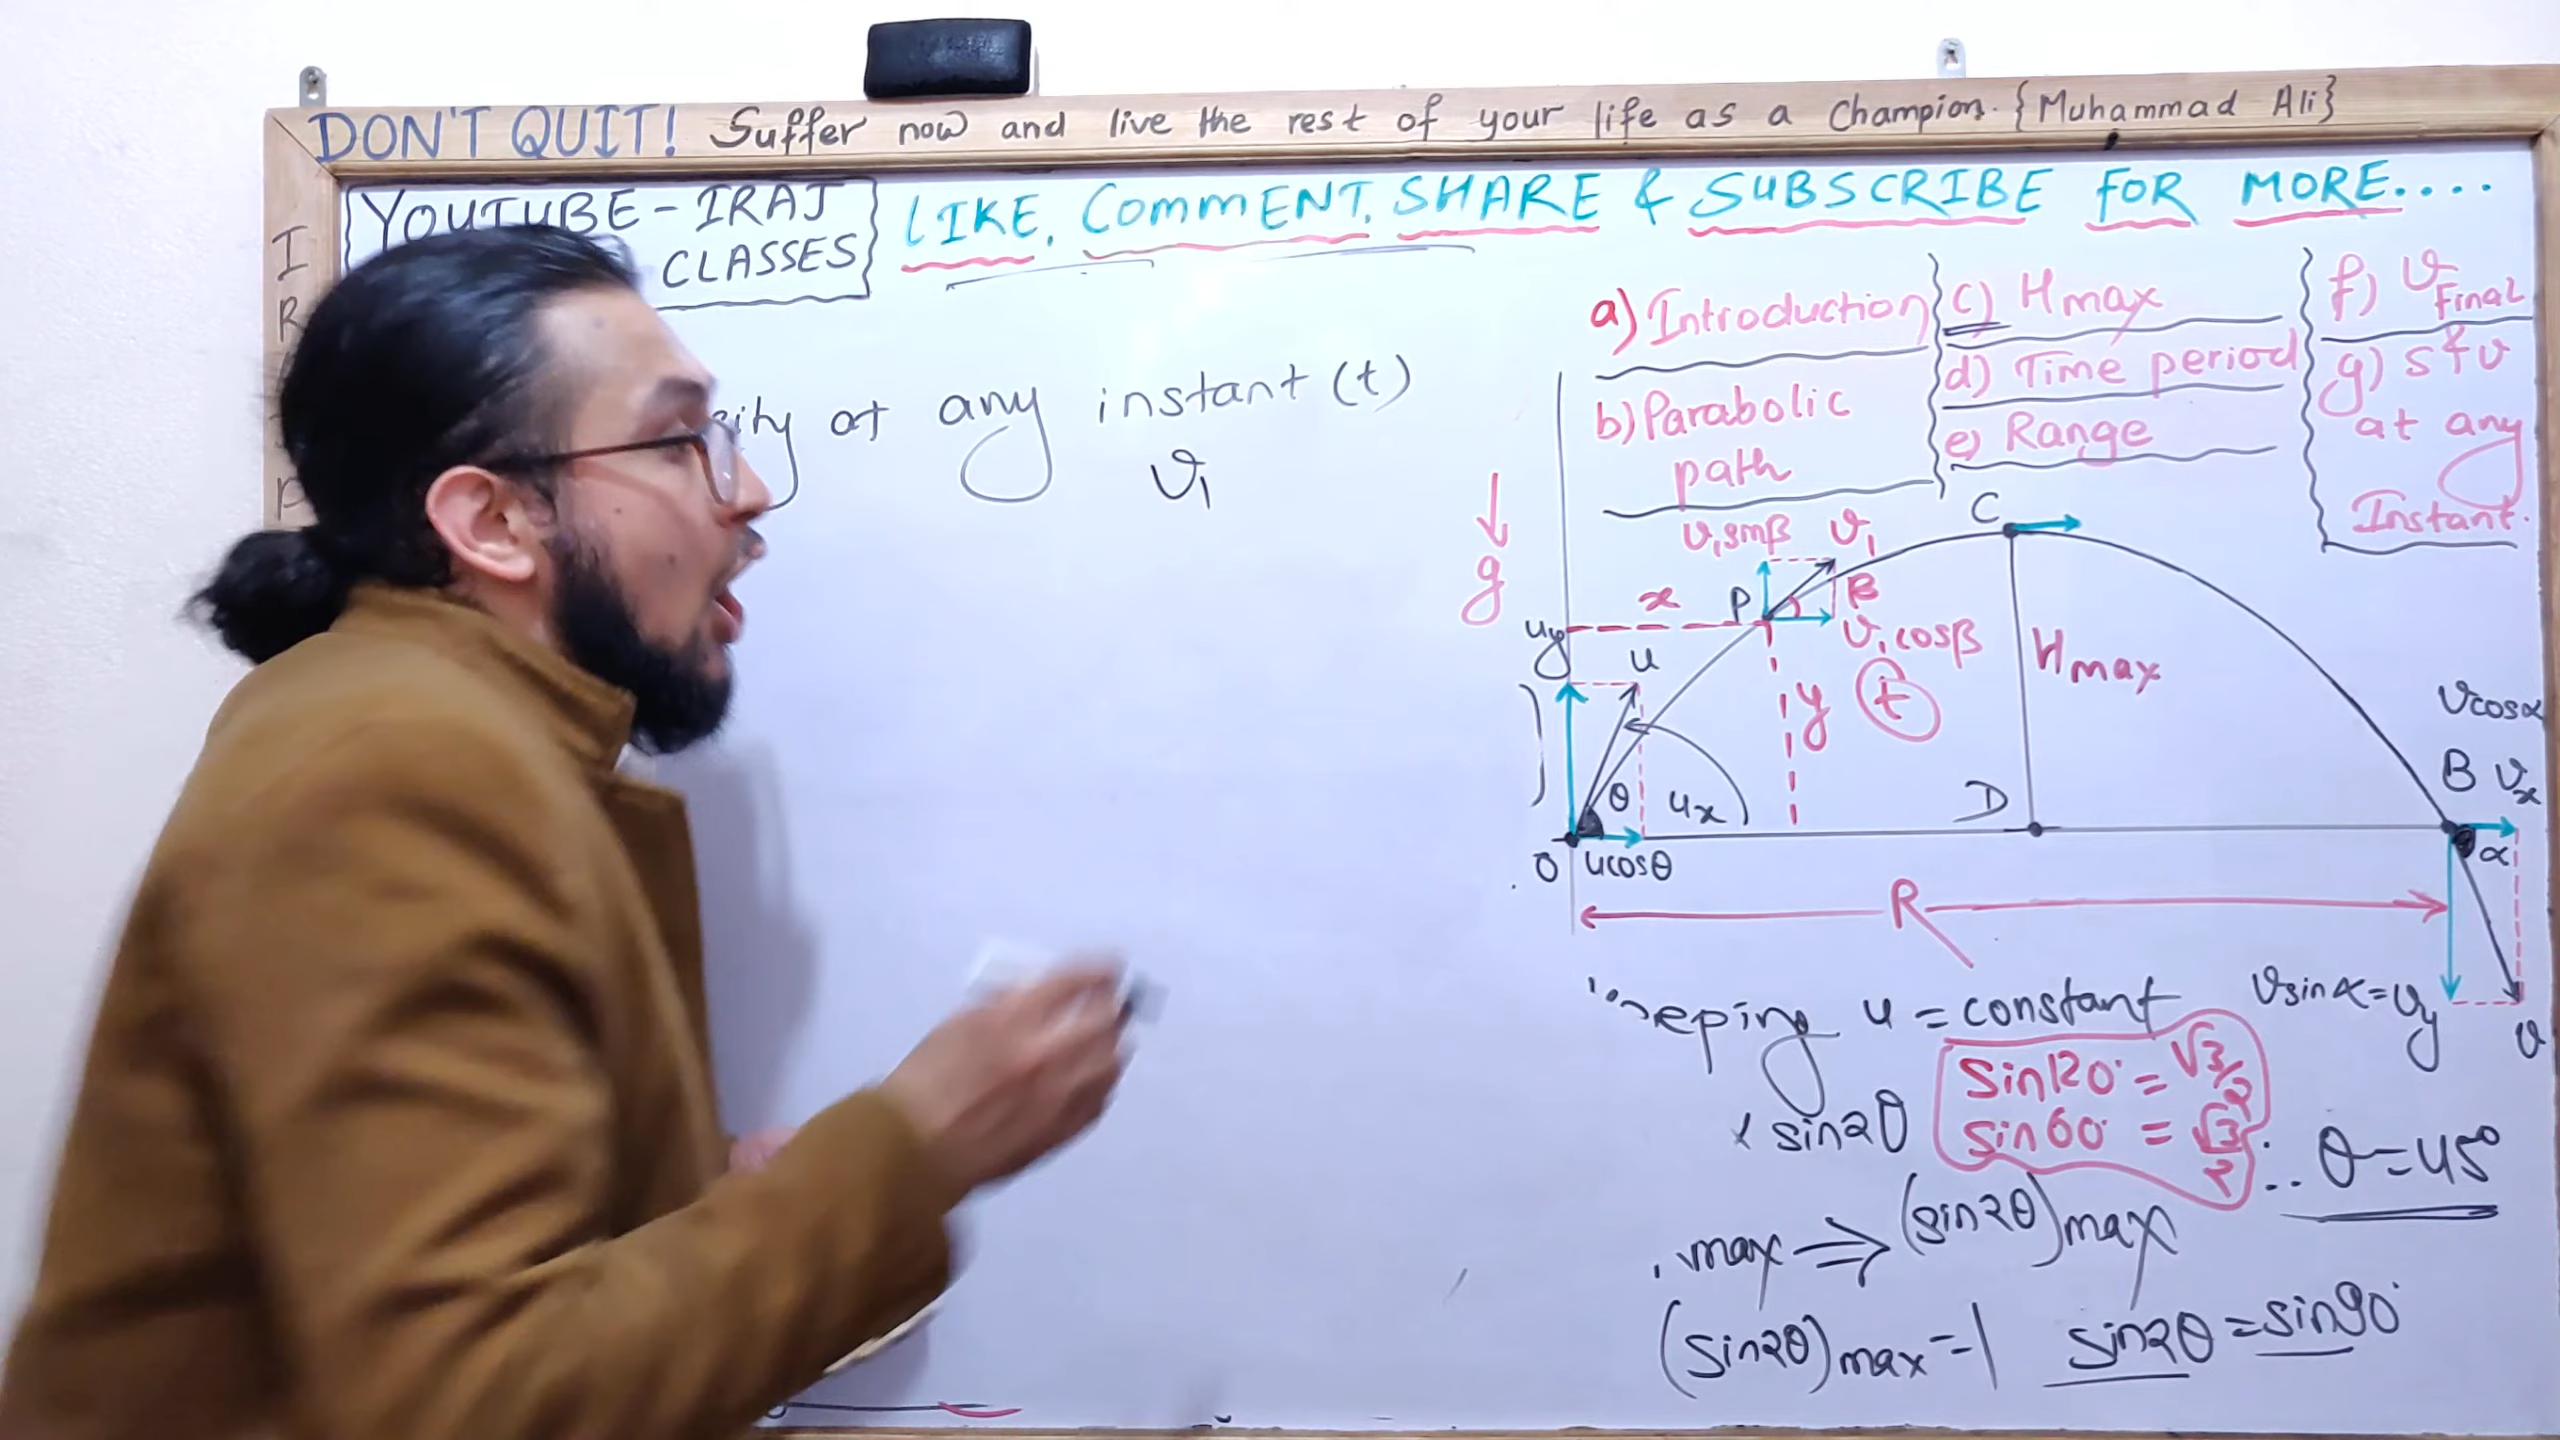 DON'T QUIT! Suffer now and live the rest of your life as a Champion. {Muhammad Ali}
YOUTUBE-IRAJ
CLASSES
LIKE, COMMENT, SHARE & SUBSCRIBE FOR MORE....
I
R
at any instant (t)
v₁
a) Introduction
b) Parabolic
path
c) Hmax
d) Time period
e) Range
f) vFinal
g) s & v
at any
Instant.
g
v₁sinβ
v₁
C
x
P
β
v₁cosβ
uy
u
y
t
Hmax
θ
ux
D
O
ucosθ
R
vcosα
B
vx
α
vsinα=vy
v
u = constant
sin2θ
Sin120° = √3/2
sin60° = √3/2
∴ θ=45°
max ⇒ (sin2θ)max
(sin2θ)max=1
sin2θ=sin90°